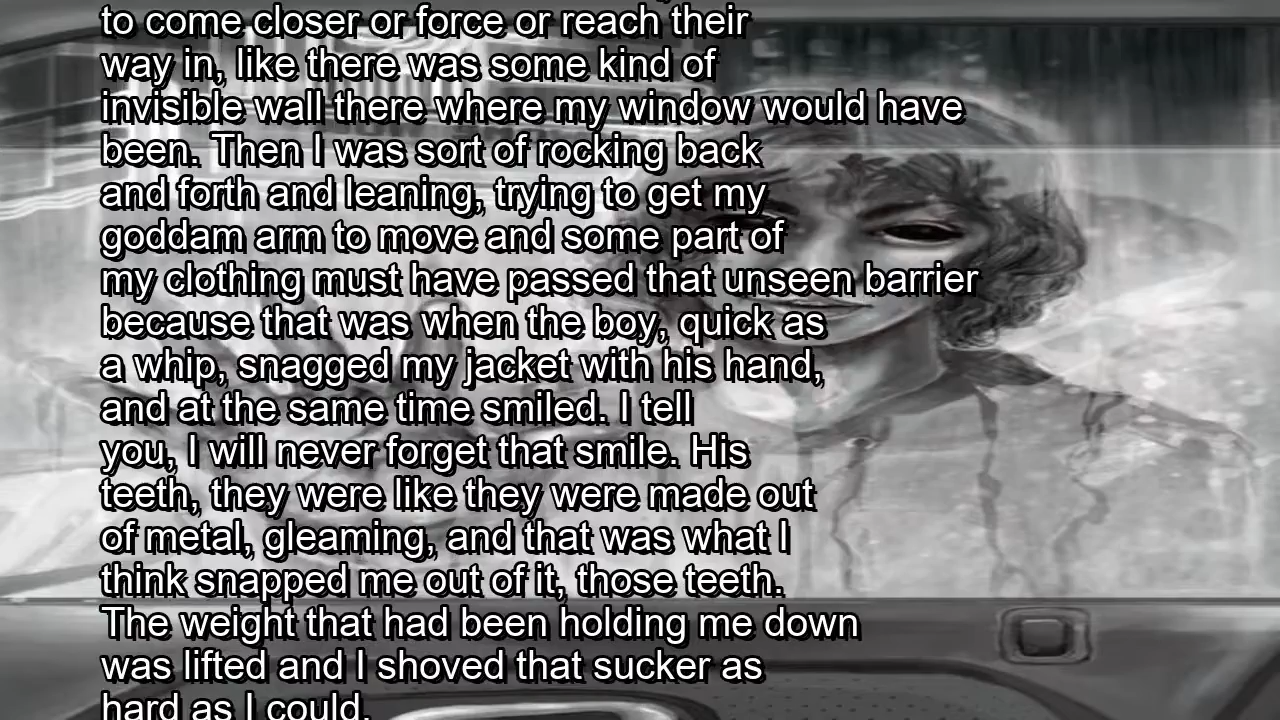 to come closer or force or reach their
way in, like there was some kind of
invisible wall there where my window would have
been. Then I was sort of rocking back
and forth and leaning, trying to get my
goddam arm to move and some part of
my clothing must have passed that unseen barrier
because that was when the boy, quick as
a whip, snagged my jacket with his hand,
and at the same time smiled. I tell
you, I will never forget that smile. His
teeth, they were like they were made out
of metal, gleaming, and that was what I
think snapped me out of it, those teeth.
The weight that had been holding me down
was lifted and I shoved that sucker as
hard as I could.